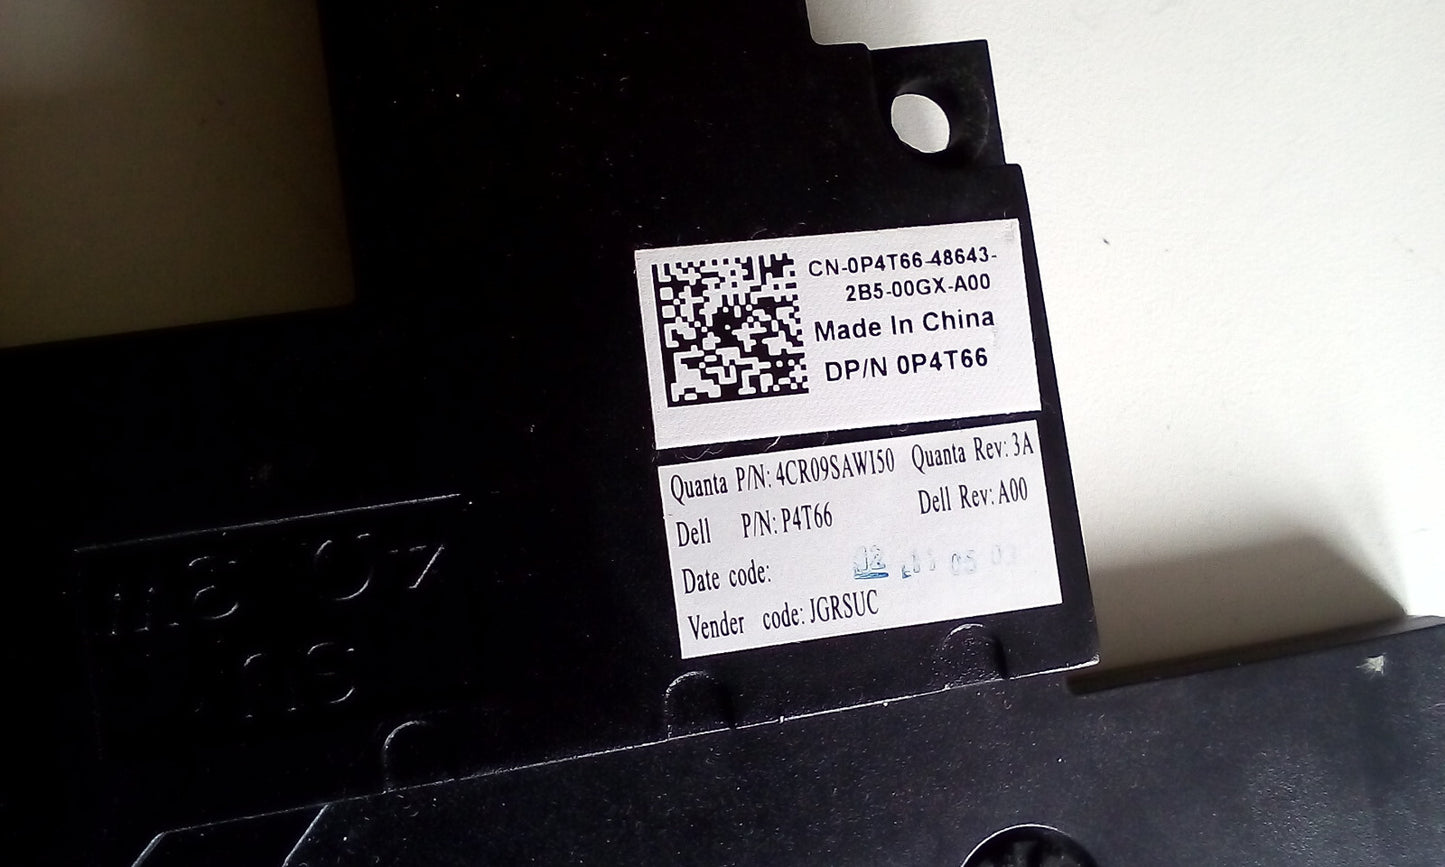 CN-0P4T66-48643-
2B5-00GX-A00
Made In China
DP/N 0P4T66
Quanta P/N: 4CR09SAWI50 Quanta Rev: 3A
Dell P/N: P4T66 Dell Rev: A00
Date code:
Vender code: JGRSUC